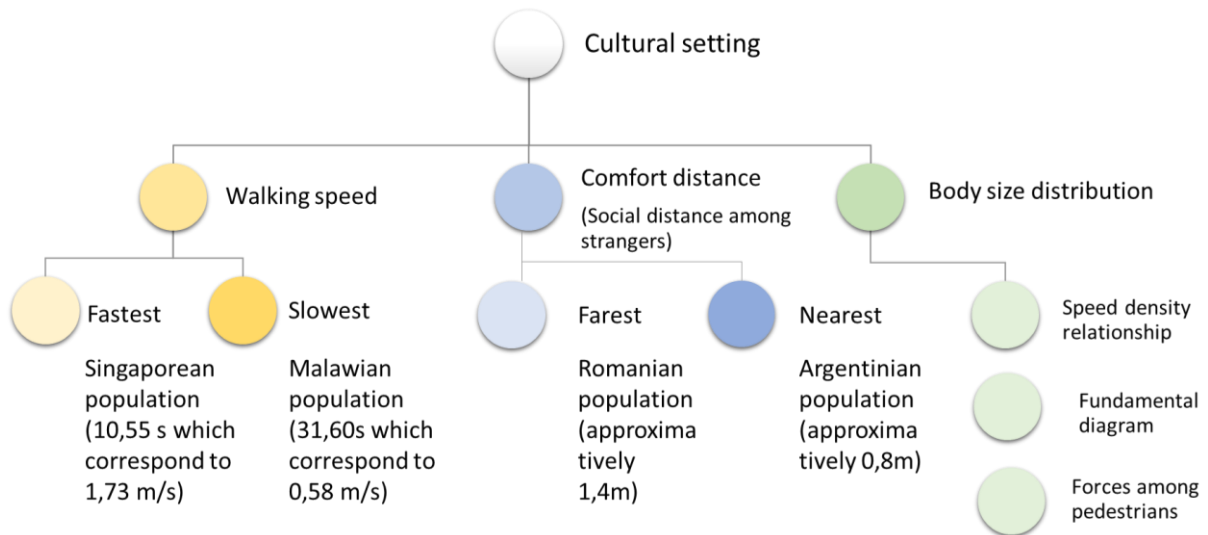 Cultural setting
Walking speed
Comfort distance
(Social distance among
strangers)
Body size distribution
Fastest
Singaporean
population
(10,55 s which
correspond to
1,73 m/s)
Slowest
Malawian
population
(31,60s which
correspond to
0,58 m/s)
Farest
Romanian
population
(approxima
tively
1,4m)
Nearest
Argentinian
population
(approxima
tively 0,8m)
Speed density
relationship
Fundamental
diagram
Forces among
pedestrians